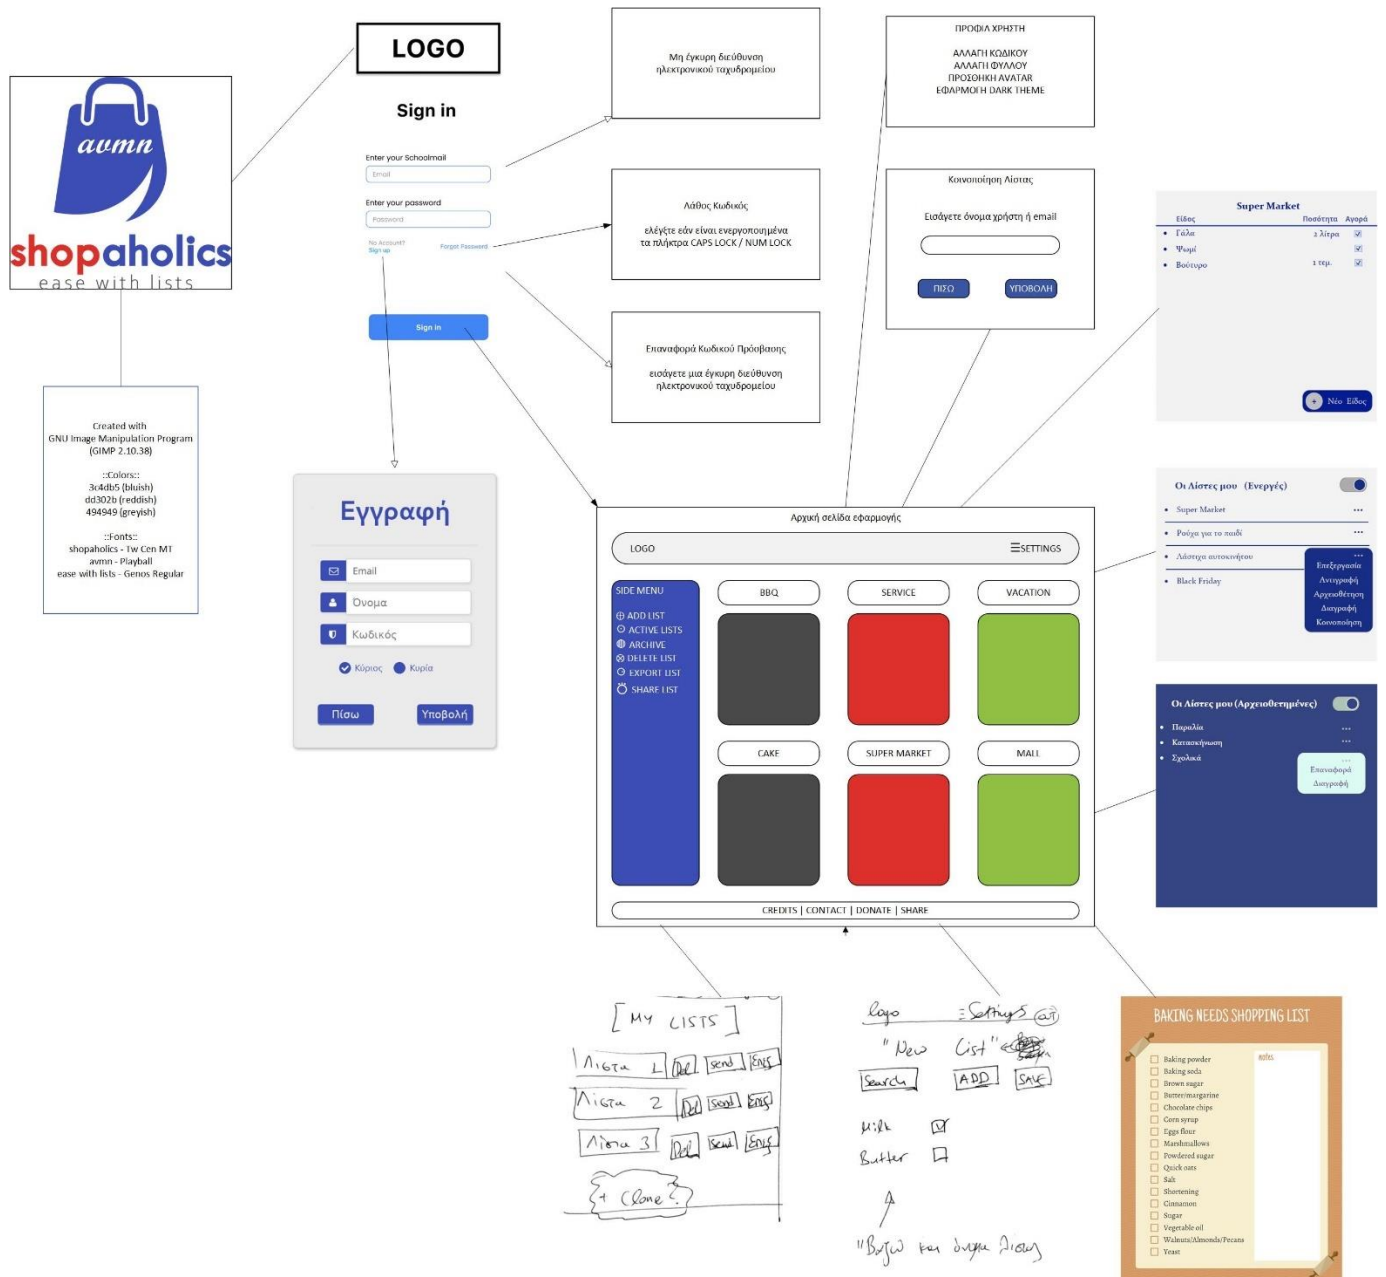 avmn
shopaholics
ease with lists
Created with
GNU Image Manipulation Program
(GIMP 2.10.38)
::Colors::
3c4db5 (bluish)
dd302b (reddish)
494949 (greyish)
::Fonts::
shopaholics - Tw Cen MT
avmn - Playball
ease with lists - Genos Regular
LOGO
Sign in
Enter your Schoolmail
Email
Enter your password
Password
No Account?
Sign up
Forgot Password
Sign in
Εγγραφή
Email
Όνομα
Κωδικός
Κύριος
Κυρία
Πίσω
Υποβολή
Μη έγκυρη διεύθυνση
ηλεκτρονικού ταχυδρομείου
Λάθος Κωδικός
ελέγξτε εάν είναι ενεργοποιημένα
τα πλήκτρα CAPS LOCK / NUM LOCK
Επαναφορά Κωδικού Πρόσβασης
εισάγετε μια έγκυρη διεύθυνση
ηλεκτρονικού ταχυδρομείου
ΠΡΟΦΙΛ ΧΡΗΣΤΗ
ΑΛΛΑΓΗ ΚΩΔΙΚΟΥ
ΑΛΛΑΓΗ ΦΥΛΛΟΥ
ΠΡΟΣΘΗΚΗ AVATAR
ΕΦΑΡΜΟΓΗ DARK THEME
Κοινοποίηση Λίστας
Εισάγετε όνομα χρήστη ή email
ΠΙΣΩ
ΥΠΟΒΟΛΗ
Super Market
Είδος Ποσότητα Αγορά
Γάλα 2 λίτρα
Ψωμί
Βούτυρο 1 τεμ.
+ Νέο Είδος
Οι Λίστες μου (Ενεργές)
Super Market
Ρούχα για το παιδί
Λάστιχα αυτοκινήτου
Black Friday
Επεξεργασία
Αντιγραφή
Αρχειοθέτηση
Διαγραφή
Κοινοποίηση
Οι Λίστες μου (Αρχειοθετημένες)
Παραλία
Κατασκήνωση
Σχολικά
Επαναφορά
Διαγραφή
Αρχική σελίδα εφαρμογής
LOGO
SETTINGS
SIDE MENU
ADD LIST
ACTIVE LISTS
ARCHIVE
DELETE LIST
EXPORT LIST
SHARE LIST
BBQ
SERVICE
VACATION
CAKE
SUPER MARKET
MALL
CREDITS | CONTACT | DONATE | SHARE
[MY LISTS]
Λίστα 1 Del send
Λίστα 2 Del send
Λίστα 3 Del send
+ Clone
logo Settings
"New List"
Search ADD SAVE
Milk
Butter
"Βάζω και όνομα λίστας
BAKING NEEDS SHOPPING LIST
Baking powder
Baking soda
Brown sugar
Butter/margarine
Chocolate chips
Corn syrup
Eggs flour
Marshmallows
Powdered sugar
Quick oats
Salt
Shortening
Cinnamon
Sugar
Vegetable oil
Walnuts/Almonds/Pecans
Yeast
NOTES